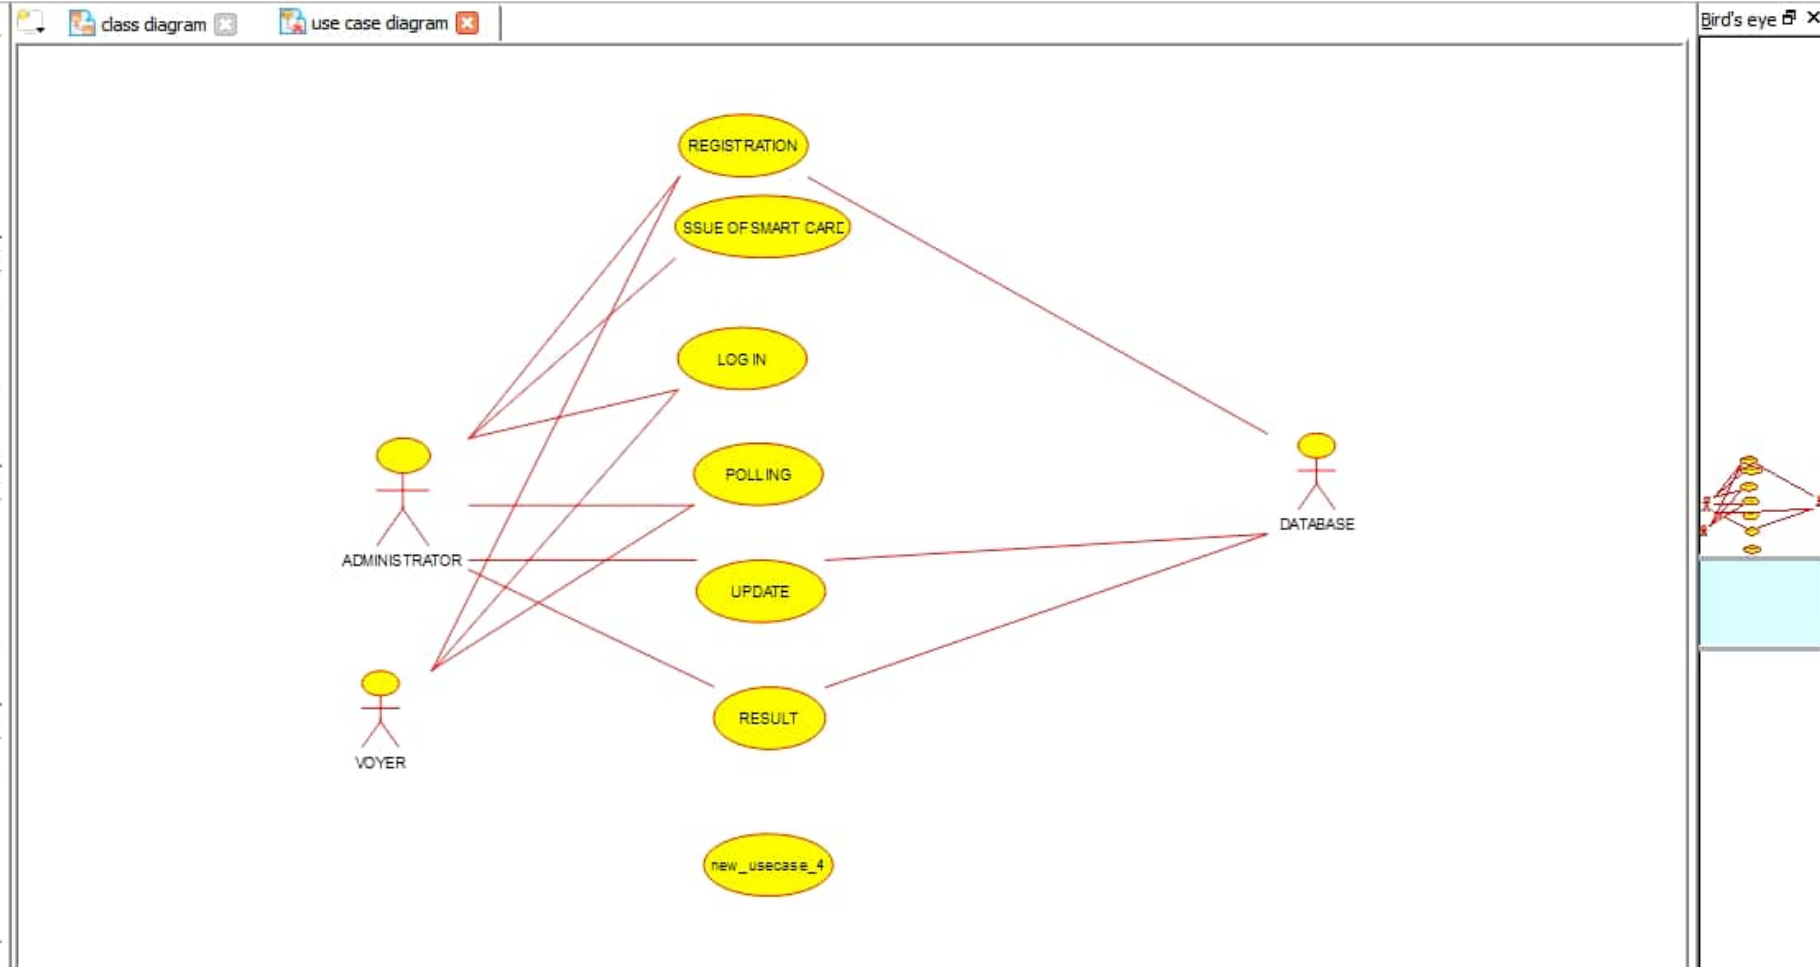 class diagram
use case diagram
Bird's eye
REGISTRATION
SSUE OF SMART CARD
LOG IN
POLLING
UPDATE
RESULT
new_usecase_4
ADMINISTRATOR
VOYER
DATABASE